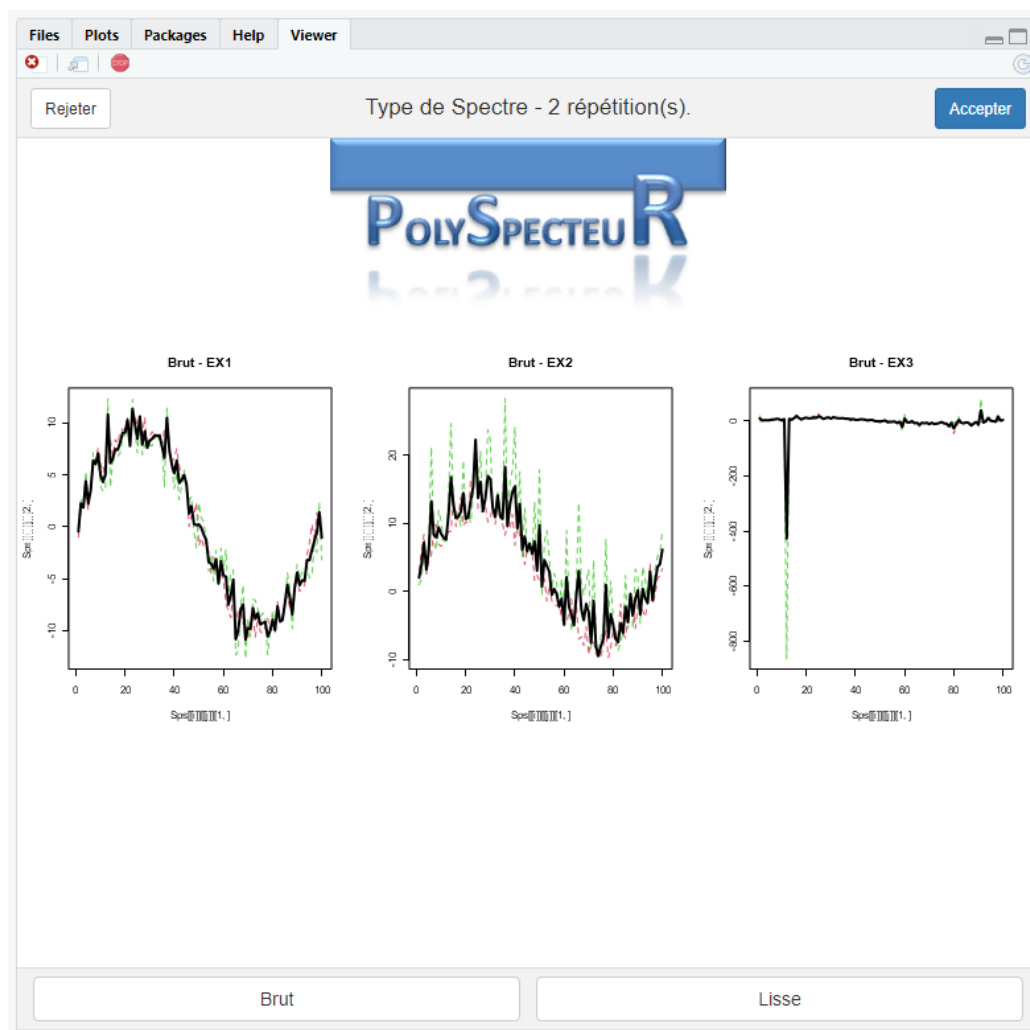 Files Plots Packages Help Viewer
STOP
Rejeter Type de Spectre - 2 répétition(s). Accepter
POLYSPECTEUR
Brut - EX1 Brut - EX2 Brut - EX3
10
5
0
-5
-10
0 20 40 60 80 100
20
10
0
-10
0 20 40 60 80 100
0
-200
-400
-600
-800
0 20 40 60 80 100
Brut Lisse